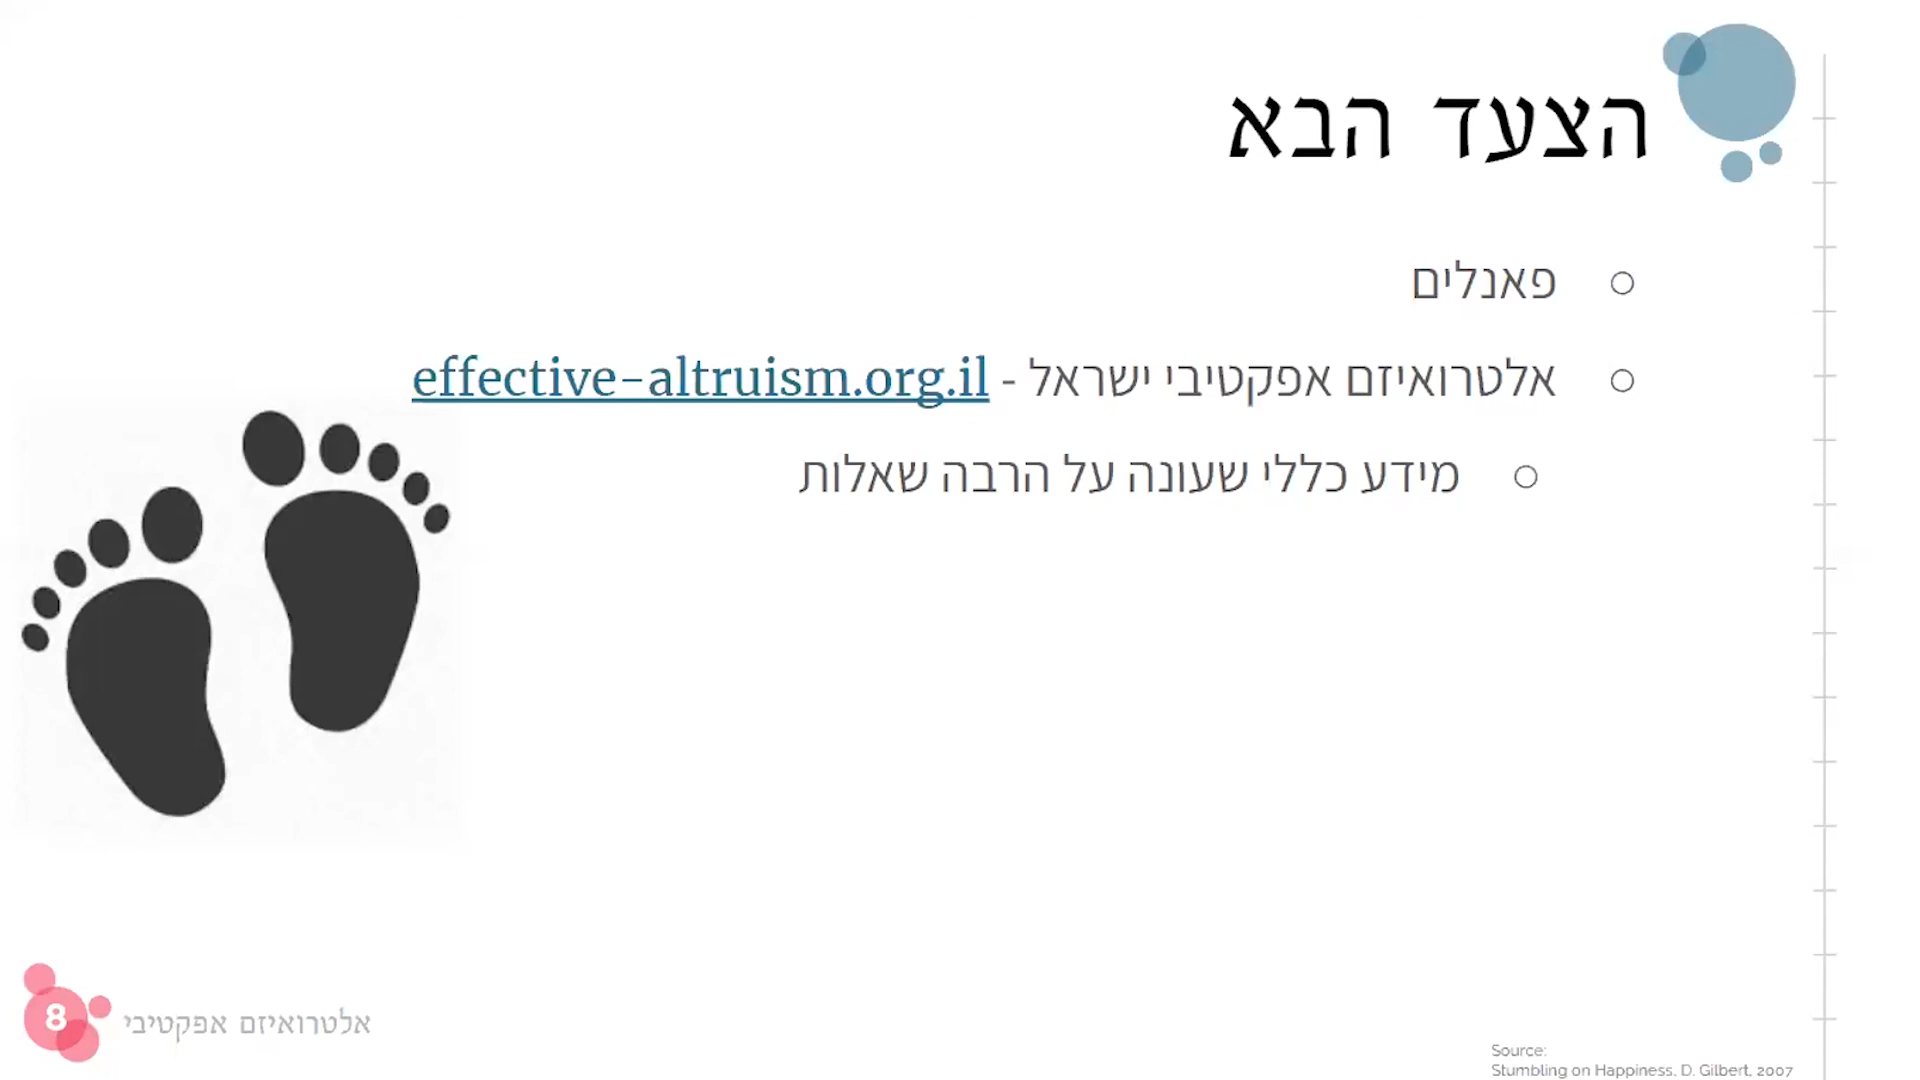 הצעד הבא
פאנלים
אלטרואיזם אפקטיבי ישראל - effective-altruism.org.il
מידע כללי שעונה על הרבה שאלות
8
אלטרואיזם אפקטיבי
Source:
Stumbling on Happiness, D. Gilbert, 2007